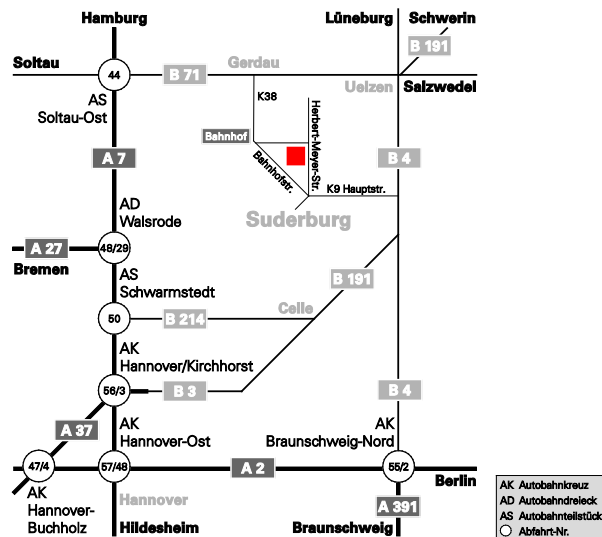 Hamburg
Lüneburg
Schwerin
B 191
Soltau
44
B 71
Gerdau
Uelzen
Salzwedel
AS
Soltau-Ost
K38
Herbert-Meyer-Str.
Bahnhof
Bahnhofstr.
A 7
B 4
K9 Hauptstr.
AD
Walsrode
Suderburg
A 27
48/29
Bremen
AS
Schwarmstedt
B 191
50
B 214
Celle
AK
Hannover/Kirchhorst
56/3
B 3
B 4
A 37
AK
Hannover-Ost
AK
Braunschweig-Nord
47/4
57/48
A 2
55/2
Berlin
AK
Hannover-
Buchholz
Hannover
Hildesheim
A 391
Braunschweig
AK Autobahnkreuz
AD Autobahndreieck
AS Autobahnteilstück
Abfahrt-Nr.